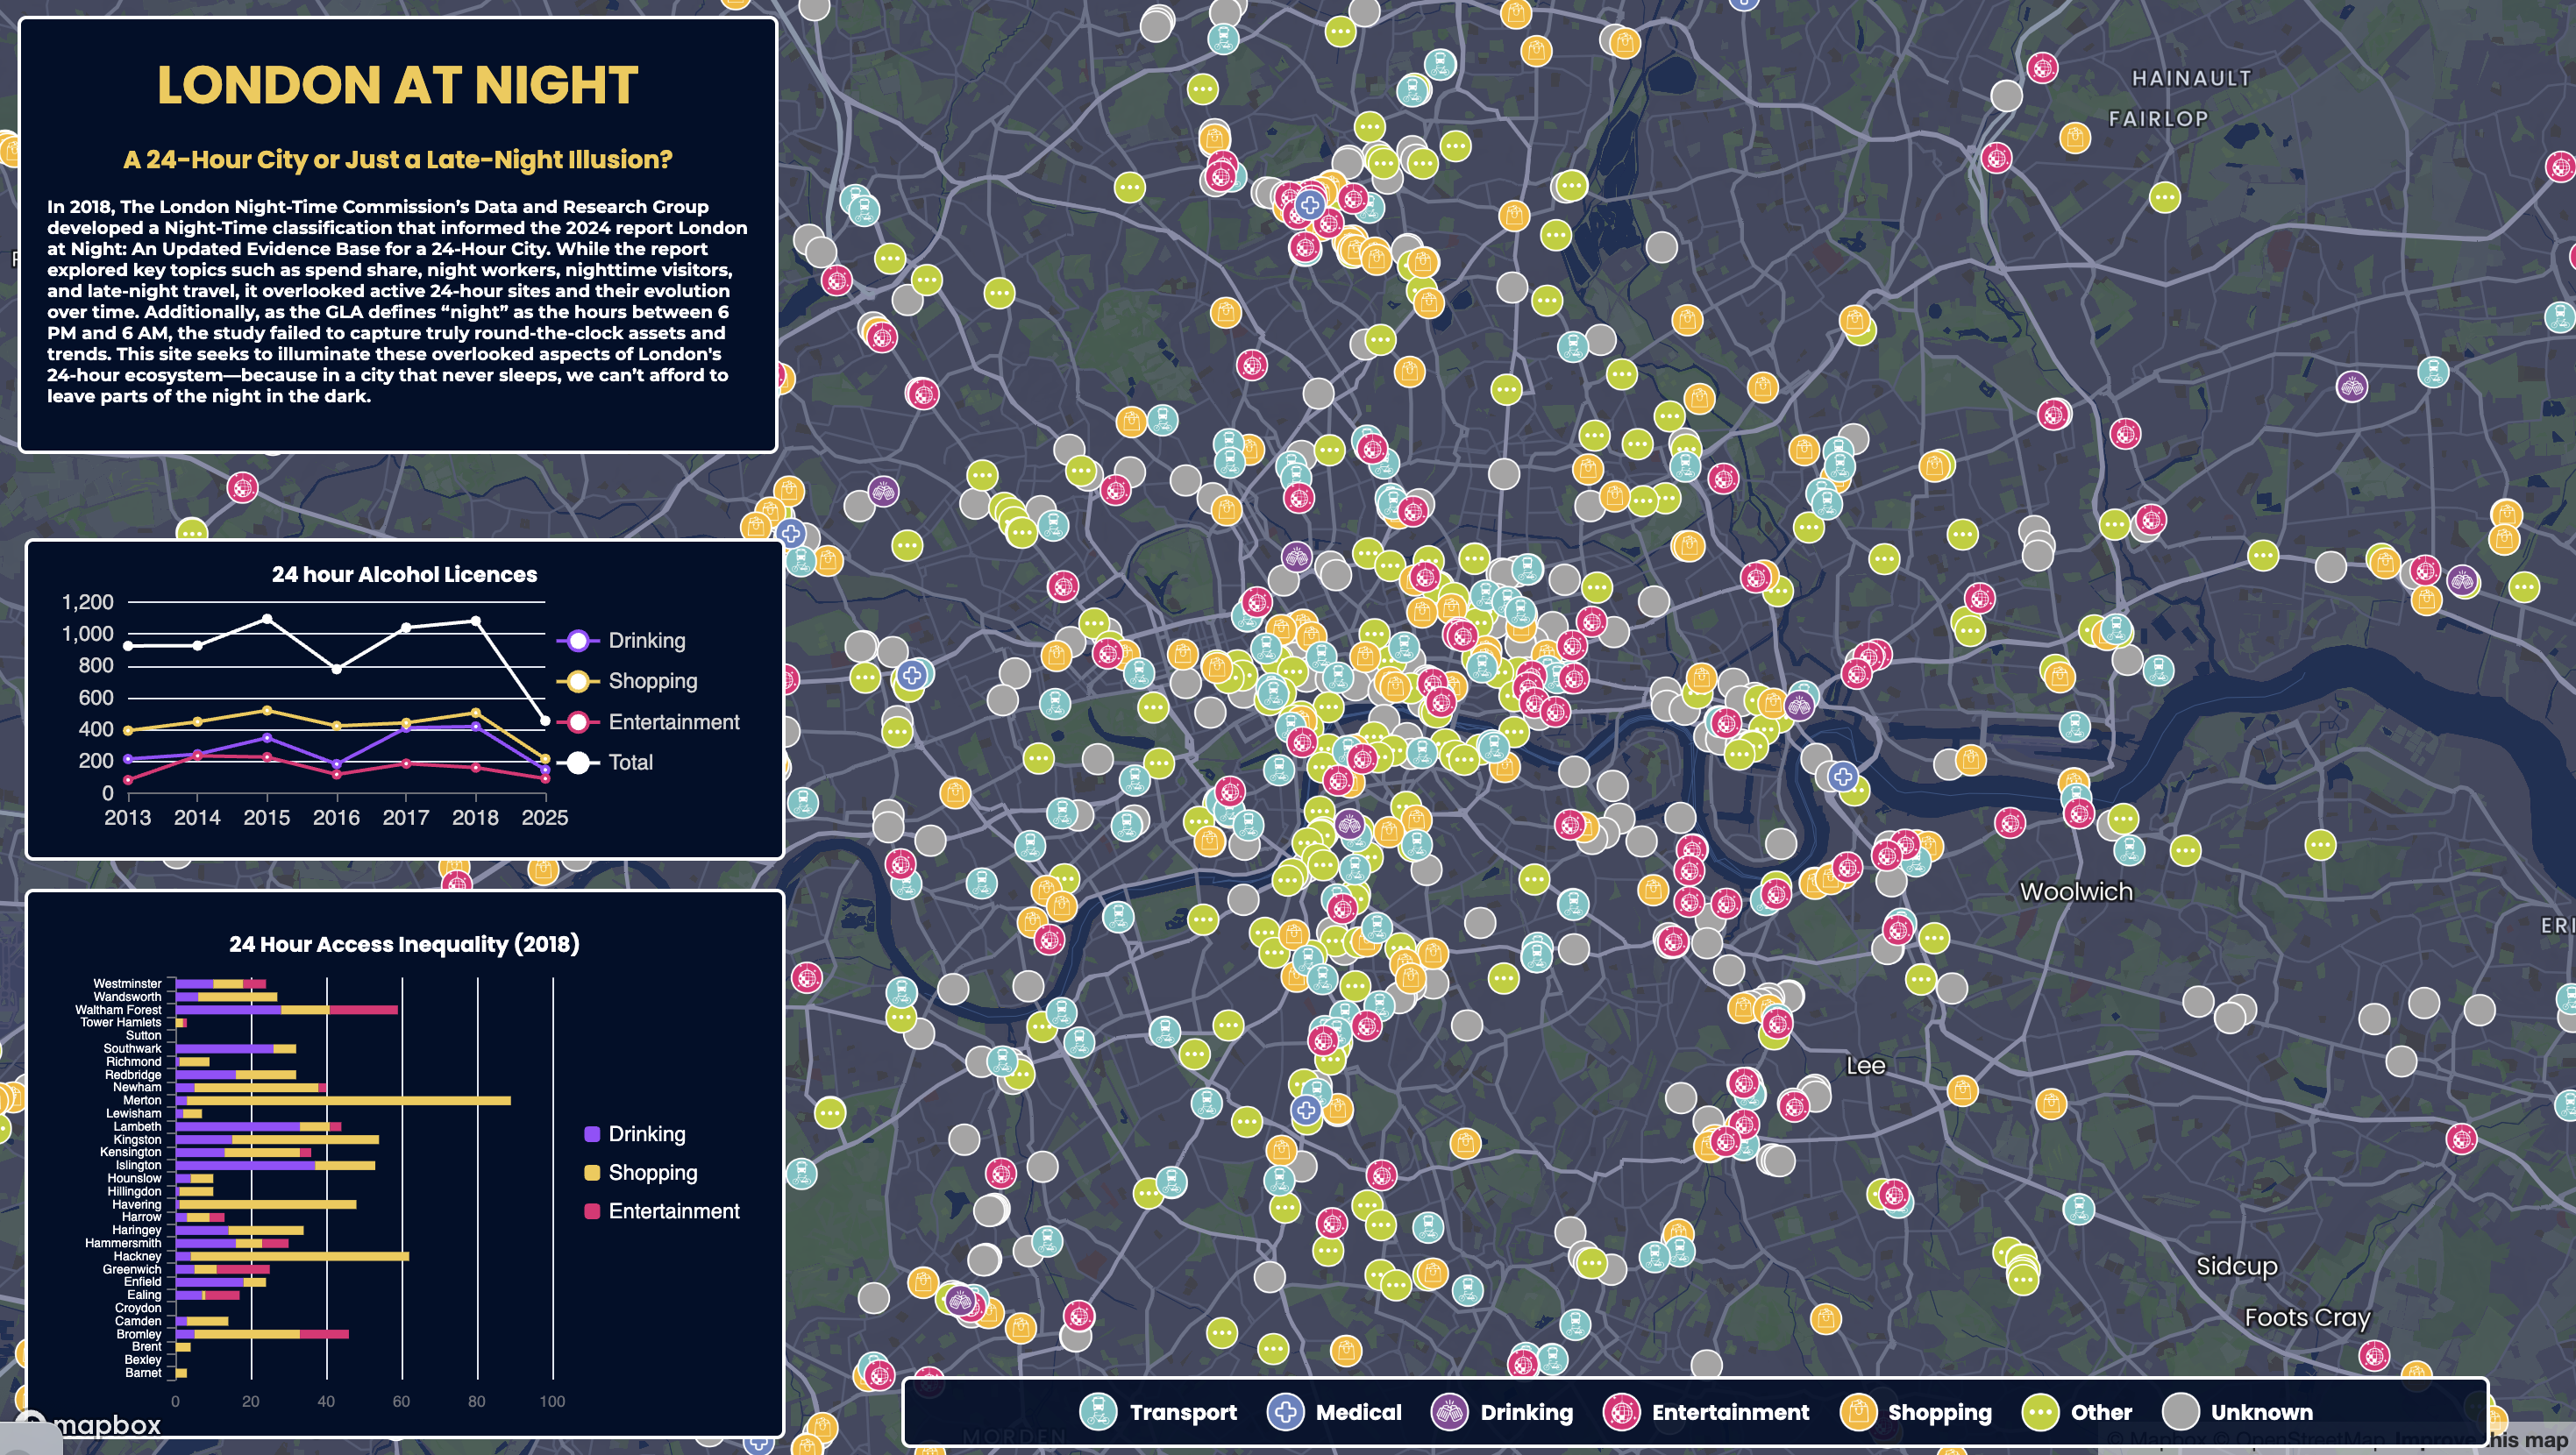 LONDON AT NIGHT
A 24-Hour City or Just a Late-Night Illusion?
In 2018, The London Night-Time Commission's Data and Research Group
developed a Night-Time classification that informed the 2024 report London
at Night: An Updated Evidence Base for a 24-Hour City. While the report
explored key topics such as spend share, night workers, nighttime visitors,
and late-night travel, it overlooked active 24-hour sites and their evolution
over time. Additionally, as the GLA defines “night” as the hours between 6
PM and 6 AM, the study failed to capture truly round-the-clock assets and
trends. This site seeks to illuminate these overlooked aspects of London's
24-hour ecosystem—because in a city that never sleeps, we can’t afford to
leave parts of the night in the dark.
HAINAULT
FAIRLOP
24 hour Alcohol Licences
1,200
1,000
800
600
400
200
0
2013 2014 2015 2016 2017 2018 2025
Drinking
Shopping
Entertainment
Total
24 Hour Access Inequality (2018)
Westminster
Wandsworth
Waltham Forest
Tower Hamlets
Sutton
Southwark
Richmond
Redbridge
Newham
Merton
Lewisham
Lambeth
Kingston
Kensington
Islington
Hounslow
Hillingdon
Havering
Harrow
Haringey
Hammersmith
Hackney
Greenwich
Enfield
Ealing
Croydon
Camden
Bromley
Brent
Bexley
Barnet
0 20 40 60 80 100
Drinking
Shopping
Entertainment
Woolwich
ERI
Lee
Sidcup
Foots Cray
MORDEN
Transport Medical Drinking Entertainment Shopping Other Unknown
mapbox
© Mapbox © OpenStreetMap Improve this map